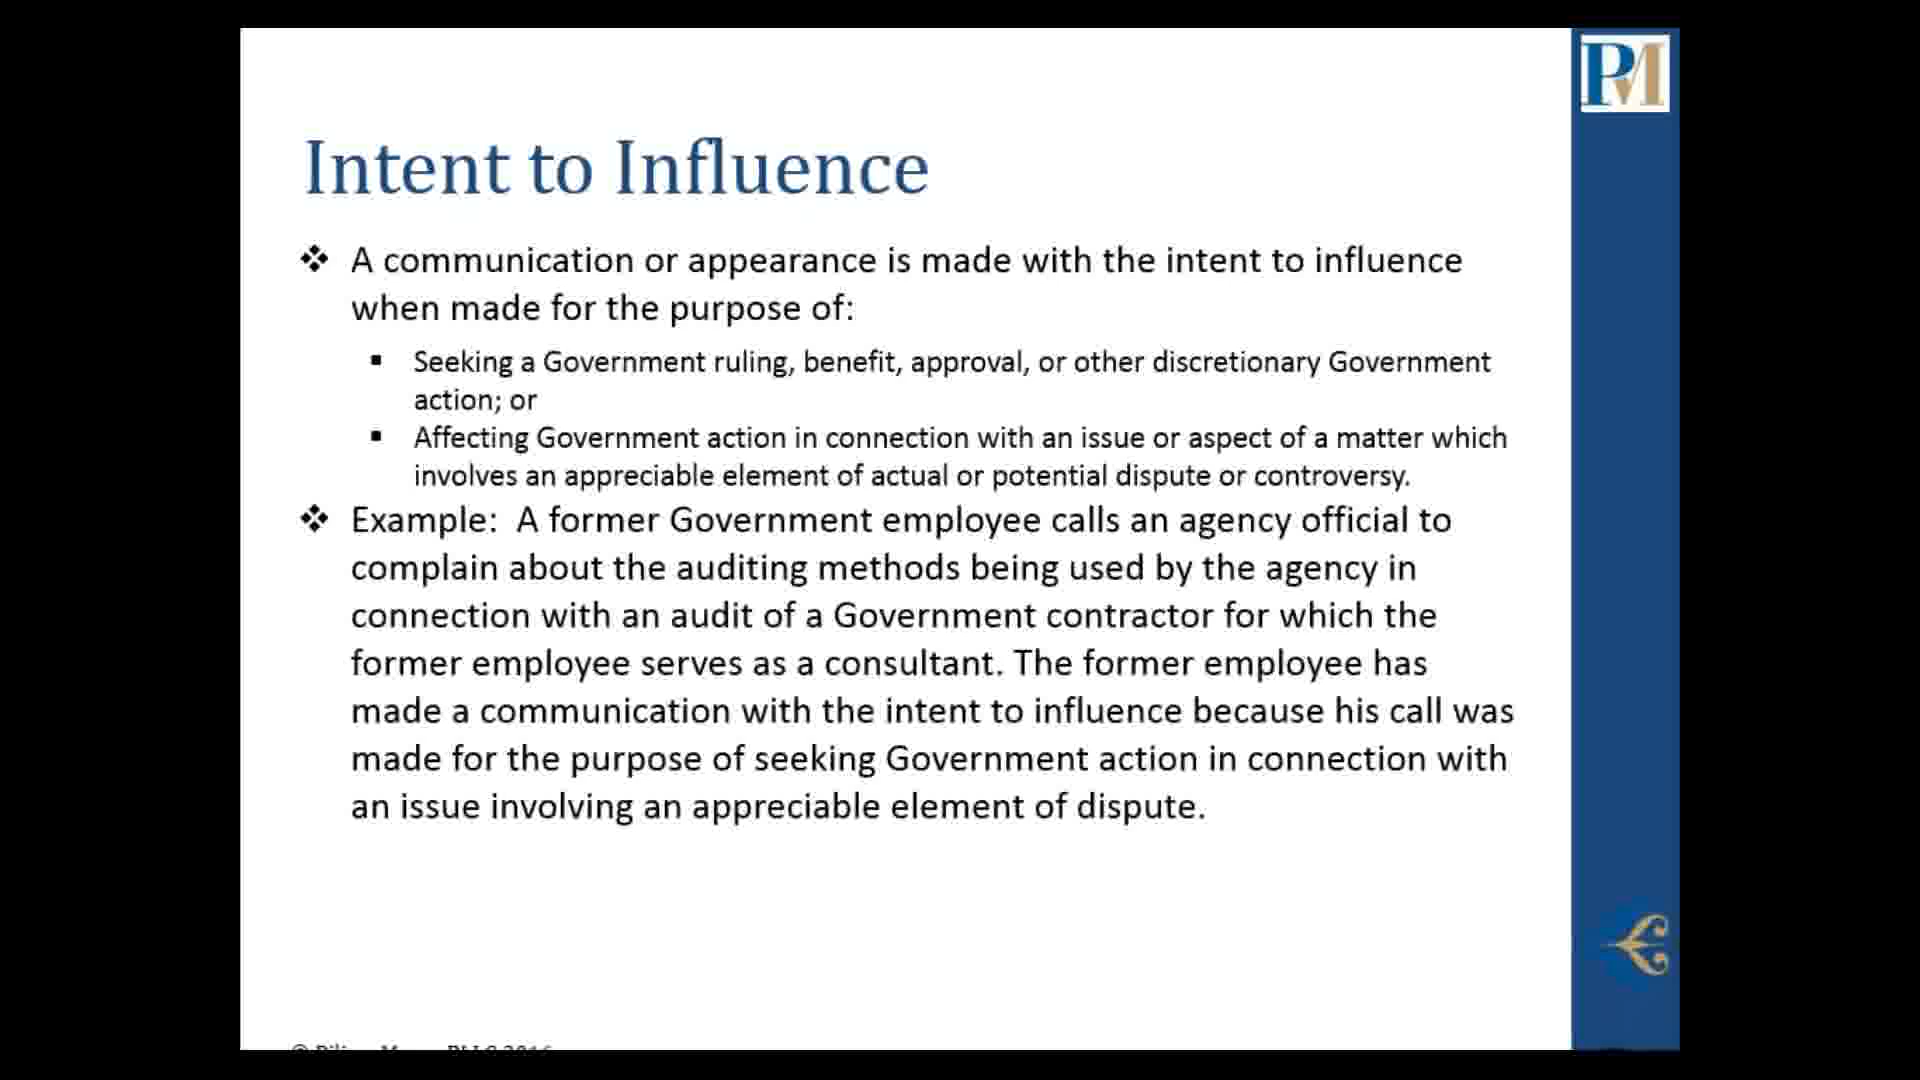 PM
Intent to Influence
❖ A communication or appearance is made with the intent to influence
when made for the purpose of:
▪ Seeking a Government ruling, benefit, approval, or other discretionary Government
action; or
▪ Affecting Government action in connection with an issue or aspect of a matter which
involves an appreciable element of actual or potential dispute or controversy.
❖ Example:  A former Government employee calls an agency official to
complain about the auditing methods being used by the agency in
connection with an audit of a Government contractor for which the
former employee serves as a consultant. The former employee has
made a communication with the intent to influence because his call was
made for the purpose of seeking Government action in connection with
an issue involving an appreciable element of dispute.